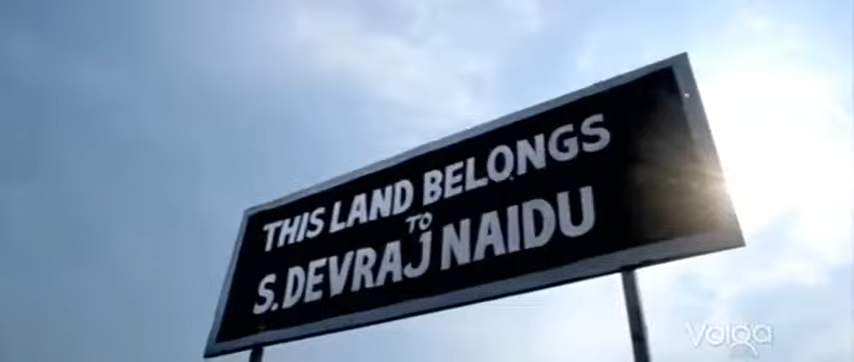 THIS LAND BELONGS
TO
S. DEVRAJ NAIDU
Volga